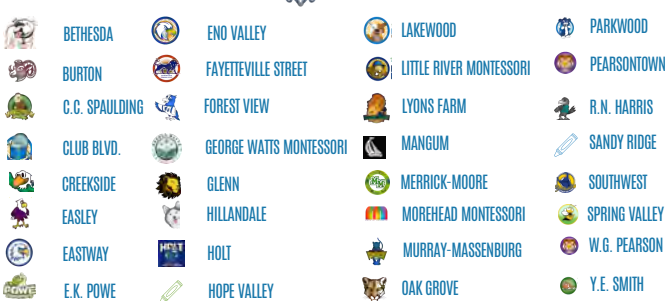 BETHESDA
BURTON
C.C. SPAULDING
CLUB BLVD.
CREEKSIDE
EASLEY
EASTWAY
E.K. POWE
ENO VALLEY
FAYETTEVILLE STREET
FOREST VIEW
GEORGE WATTS MONTESSORI
GLENN
HILLANDALE
HOLT
HOLT
HOPE VALLEY
LAKEWOOD
LITTLE RIVER MONTESSORI
LYONS FARM
MANGUM
MERRICK-MOORE
MOREHEAD MONTESSORI
MURRAY-MASSENBURG
OAK GROVE
PARKWOOD
PEARSONTOWN
R.N. HARRIS
SANDY RIDGE
SOUTHWEST
SPRING VALLEY
W.G. PEARSON
Y.E. SMITH